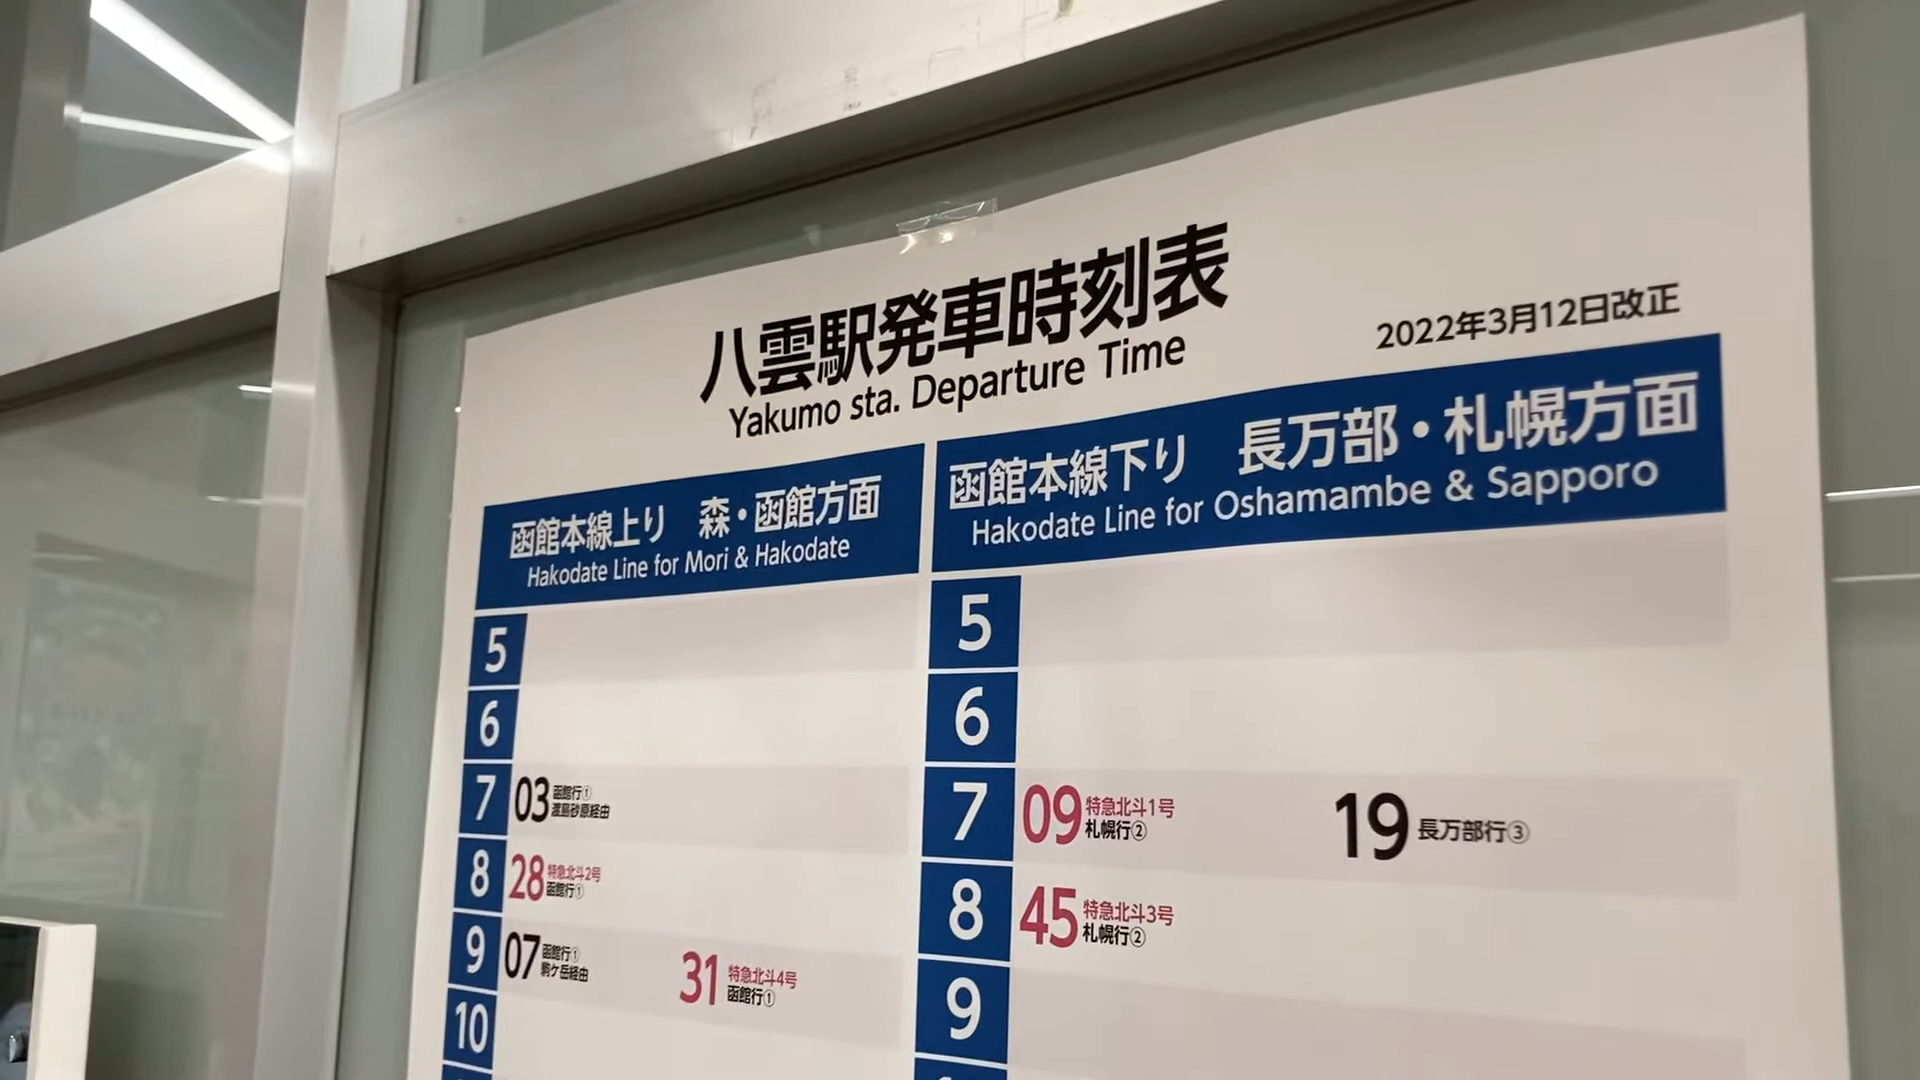 八雲駅発車時刻表
Yakumo sta. Departure Time
2022年3月12日改正
函館本線上り 森・函館方面
Hakodate Line for Mori & Hakodate
5
6
7 03 函館行①
渡島砂原経由
8 28 特急北斗2号
函館行①
9 07 函館行①
駒ケ岳経由
31 特急北斗4号
函館行①
10
函館本線下り 長万部・札幌方面
Hakodate Line for Oshamambe & Sapporo
5
6
7 09 特急北斗1号
札幌行②
19 長万部行③
8 45 特急北斗3号
札幌行②
9